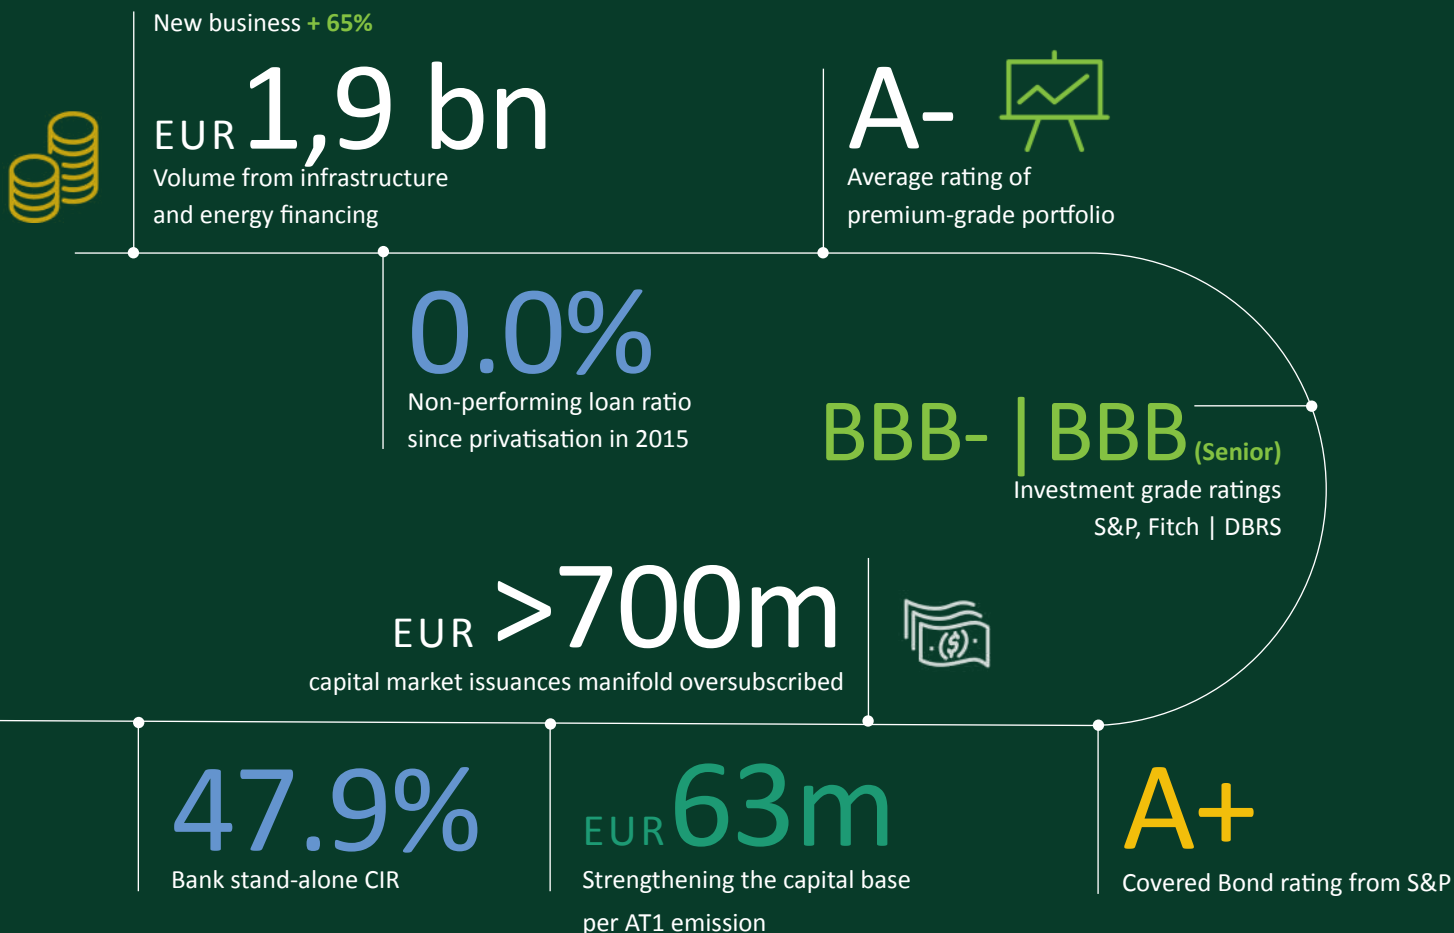 New business + 65%
EUR 1,9 bn
Volume from infrastructure
and energy financing
A-
Average rating of
premium-grade portfolio
0.0%
Non-performing loan ratio
since privatisation in 2015
BBB- | BBB (Senior)
Investment grade ratings
S&P, Fitch | DBRS
EUR >700m
capital market issuances manifold oversubscribed
($)
47.9%
Bank stand-alone CIR
EUR 63m
Strengthening the capital base
per AT1 emission
A+
Covered Bond rating from S&P